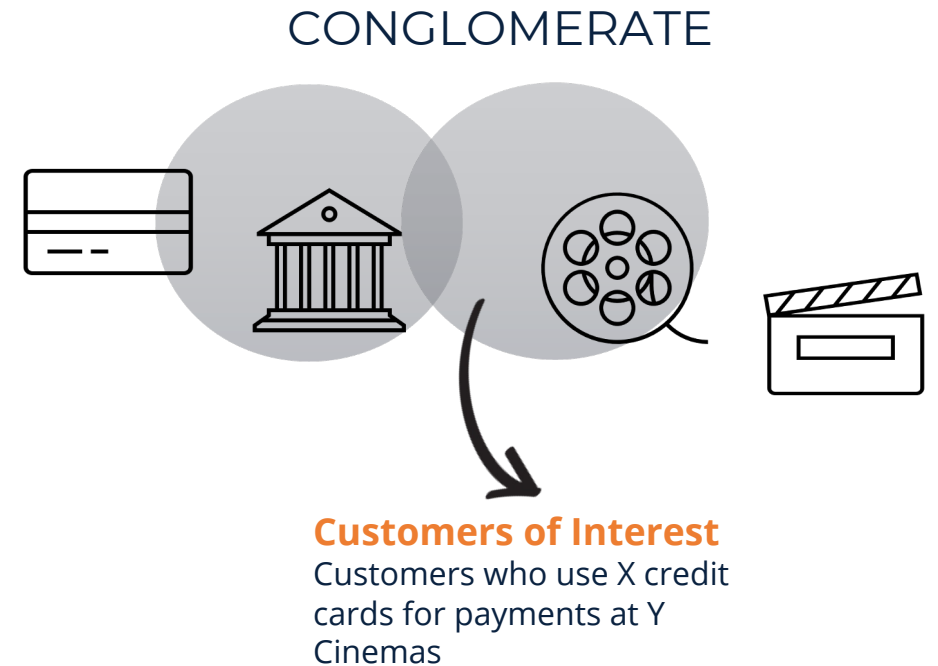 CONGLOMERATE
Customers of Interest
Customers who use X credit
cards for payments at Y
Cinemas